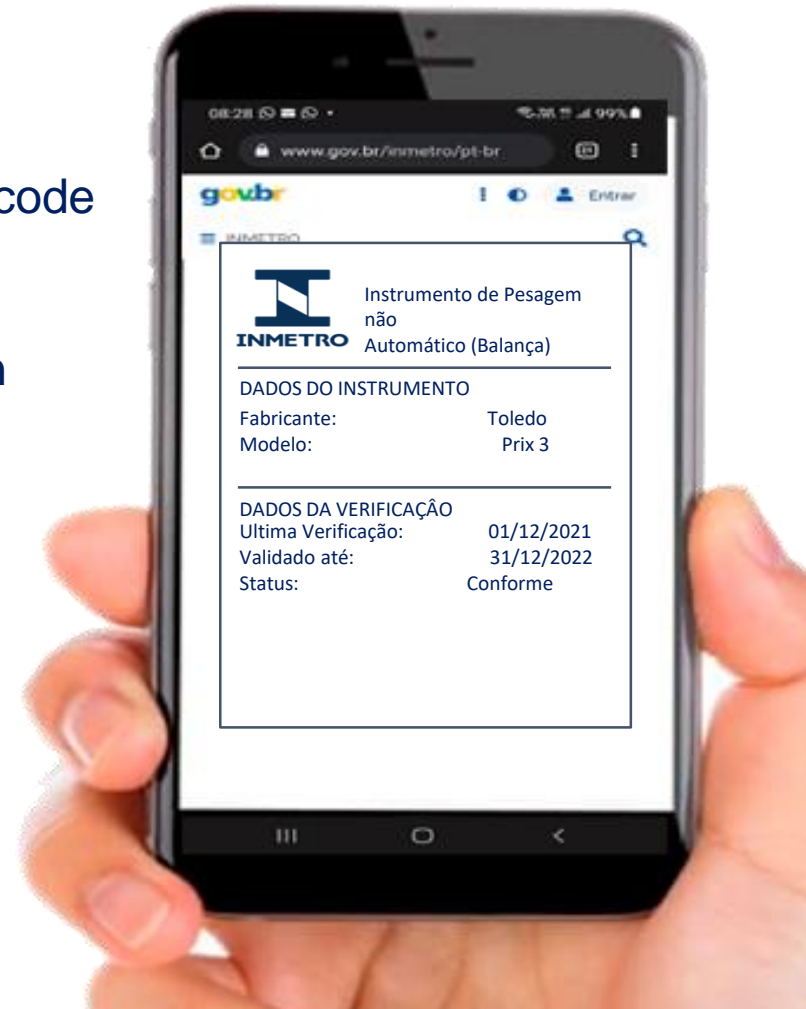 code
08:28
99%
www.gov.br/inmetro/pt-br
gov.br
Entrar
INMETRO
INMETRO
Instrumento de Pesagem
não
Automático (Balança)
DADOS DO INSTRUMENTO
Fabricante: Toledo
Modelo: Prix 3
DADOS DA VERIFICAÇÂO
Ultima Verificação: 01/12/2021
Validado até: 31/12/2022
Status: Conforme